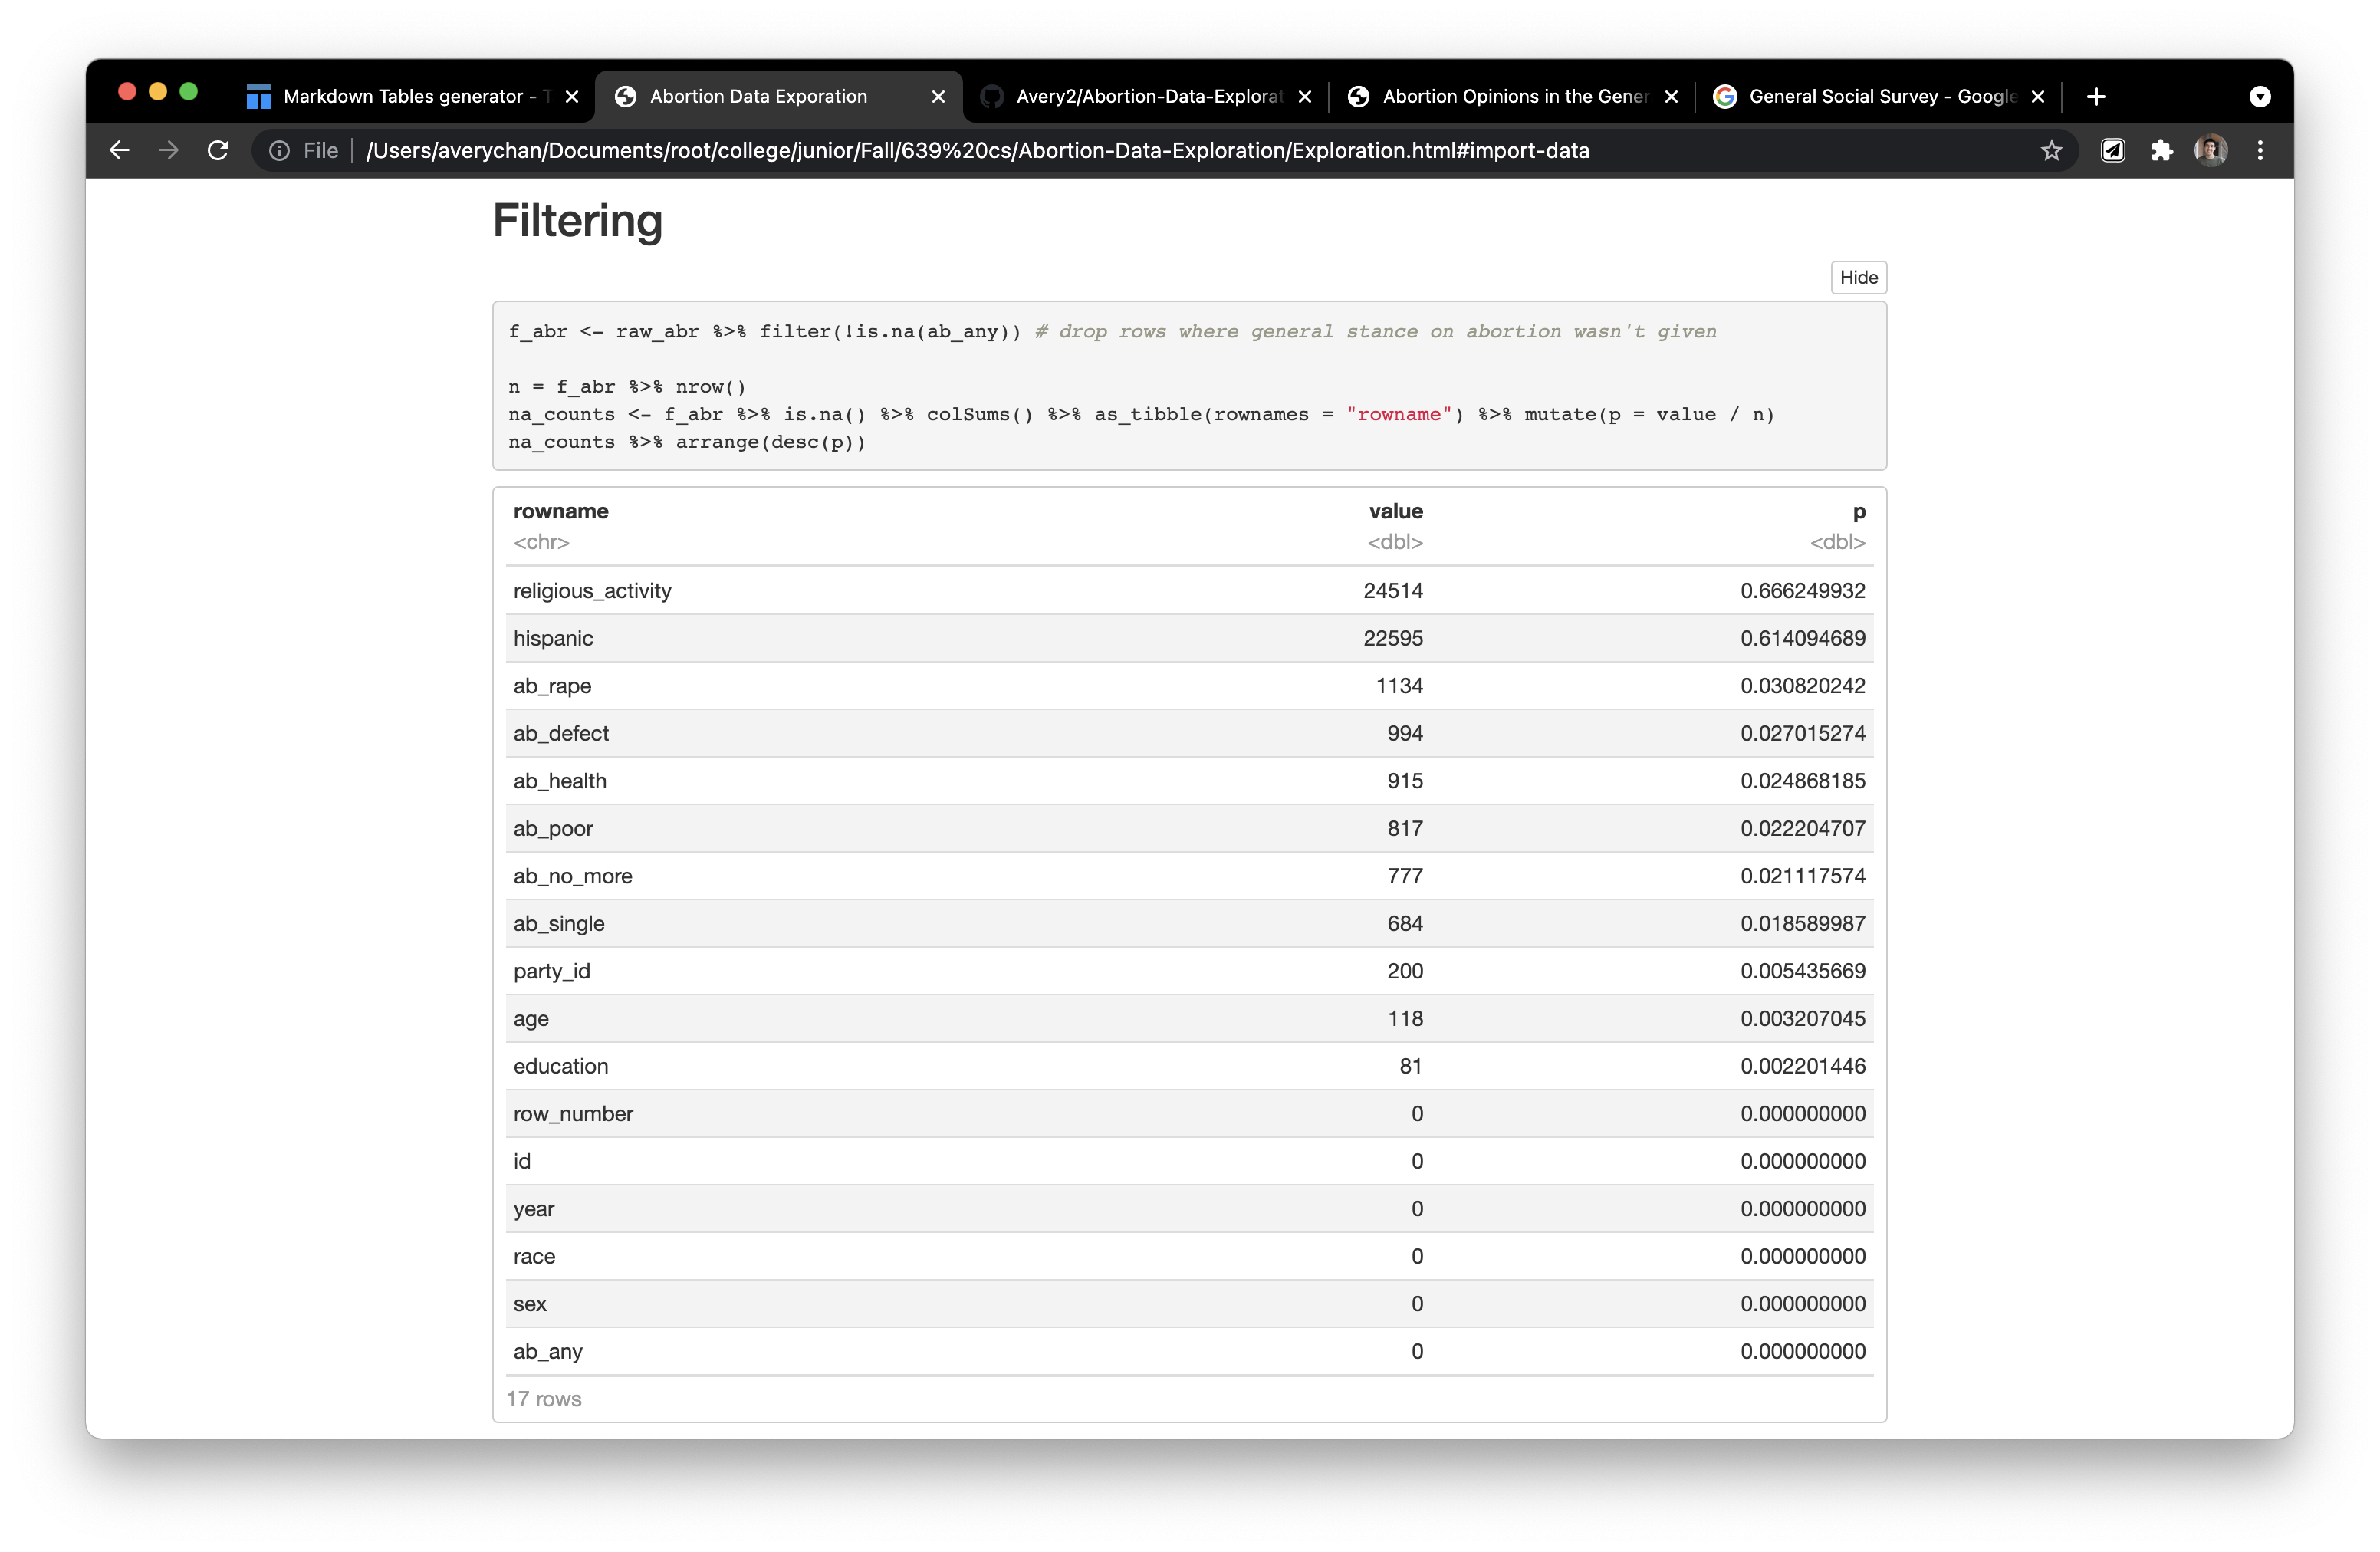 Markdown Tables generator - T
Abortion Data Exporation
Avery2/Abortion-Data-Explorat
Abortion Opinions in the Gener
General Social Survey - Google
File
/Users/averychan/Documents/root/college/junior/Fall/639%20cs/Abortion-Data-Exploration/Exploration.html#import-data
Filtering
Hide
f_abr <- raw_abr %>% filter(!is.na(ab_any)) # drop rows where general stance on abortion wasn't given
n = f_abr %>% nrow()
na_counts <- f_abr %>% is.na() %>% colSums() %>% as_tibble(rownames = "rowname") %>% mutate(p = value / n)
na_counts %>% arrange(desc(p))
rowname value p
<chr> <dbl> <dbl>
religious_activity 24514 0.666249932
hispanic 22595 0.614094689
ab_rape 1134 0.030820242
ab_defect 994 0.027015274
ab_health 915 0.024868185
ab_poor 817 0.022204707
ab_no_more 777 0.021117574
ab_single 684 0.018589987
party_id 200 0.005435669
age 118 0.003207045
education 81 0.002201446
row_number 0 0.000000000
id 0 0.000000000
year 0 0.000000000
race 0 0.000000000
sex 0 0.000000000
ab_any 0 0.000000000
17 rows